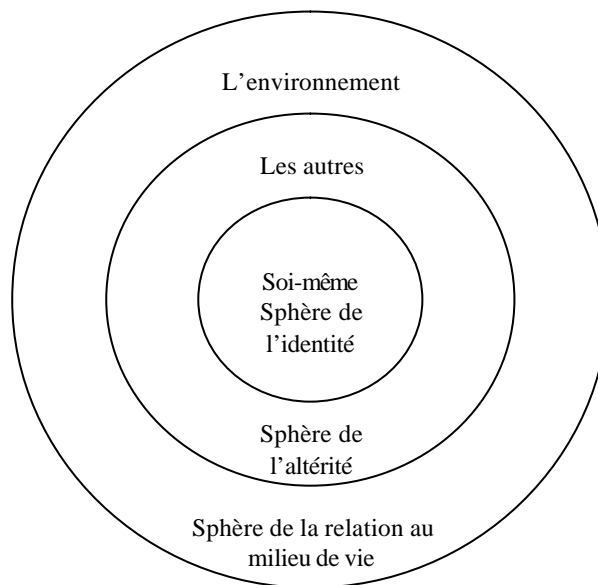 L’environnement
Les autres
Soi-même
Sphère de
l’identité
Sphère de
l’altérité
Sphère de la relation au
milieu de vie